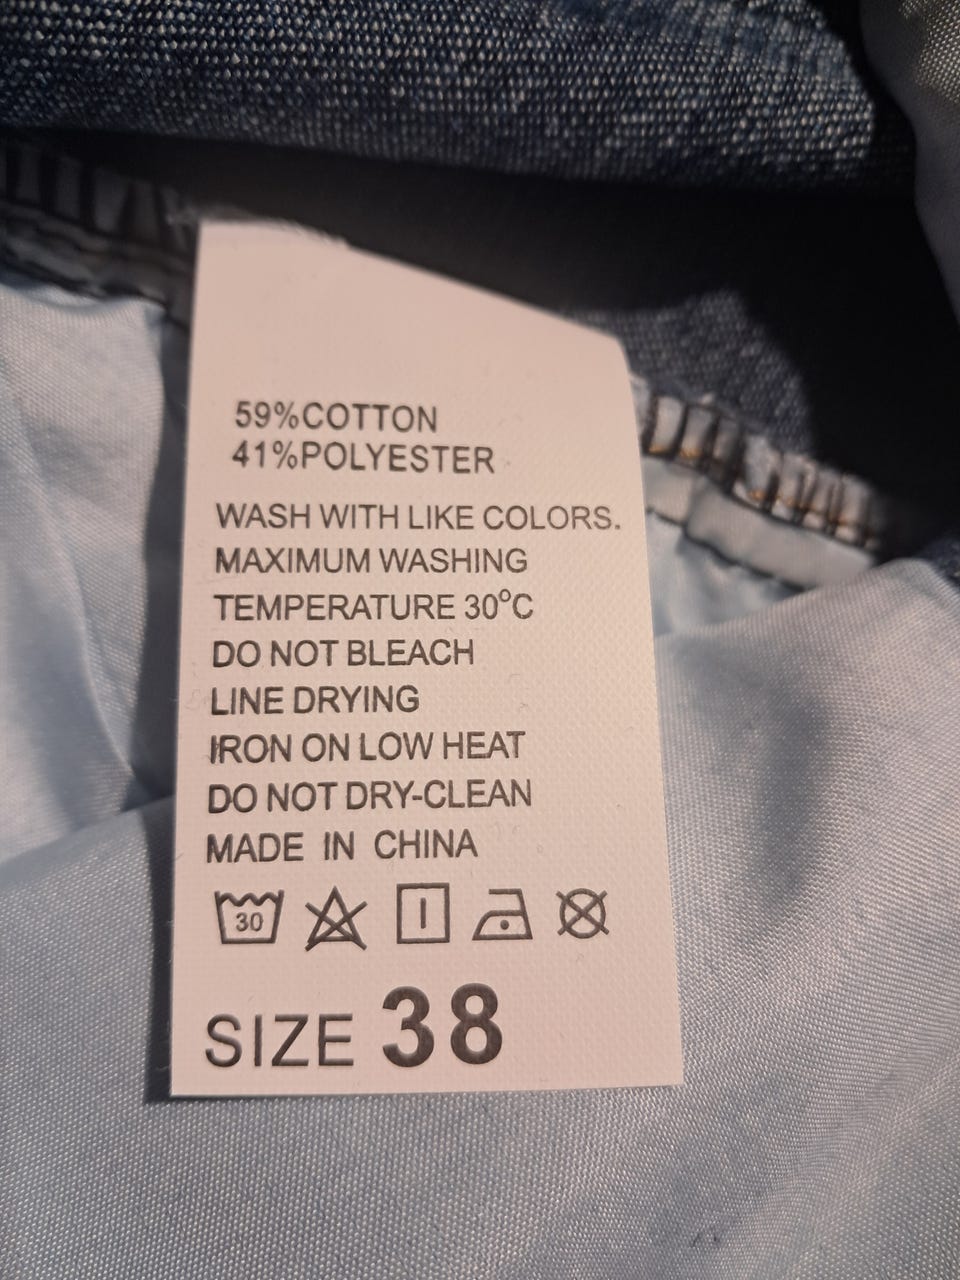 59%COTTON
41%POLYESTER
WASH WITH LIKE COLORS.
MAXIMUM WASHING
TEMPERATURE 30°C
DO NOT BLEACH
LINE DRYING
IRON ON LOW HEAT
DO NOT DRY-CLEAN
MADE IN CHINA
30
SIZE 38